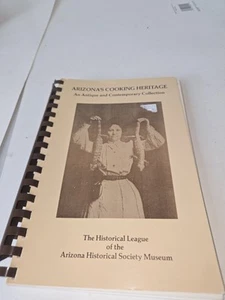 ARIZONA'S COOKING HERITAGE
An Antique and Contemporary Collection
The Historical League
of the
Arizona Historical Society Museum